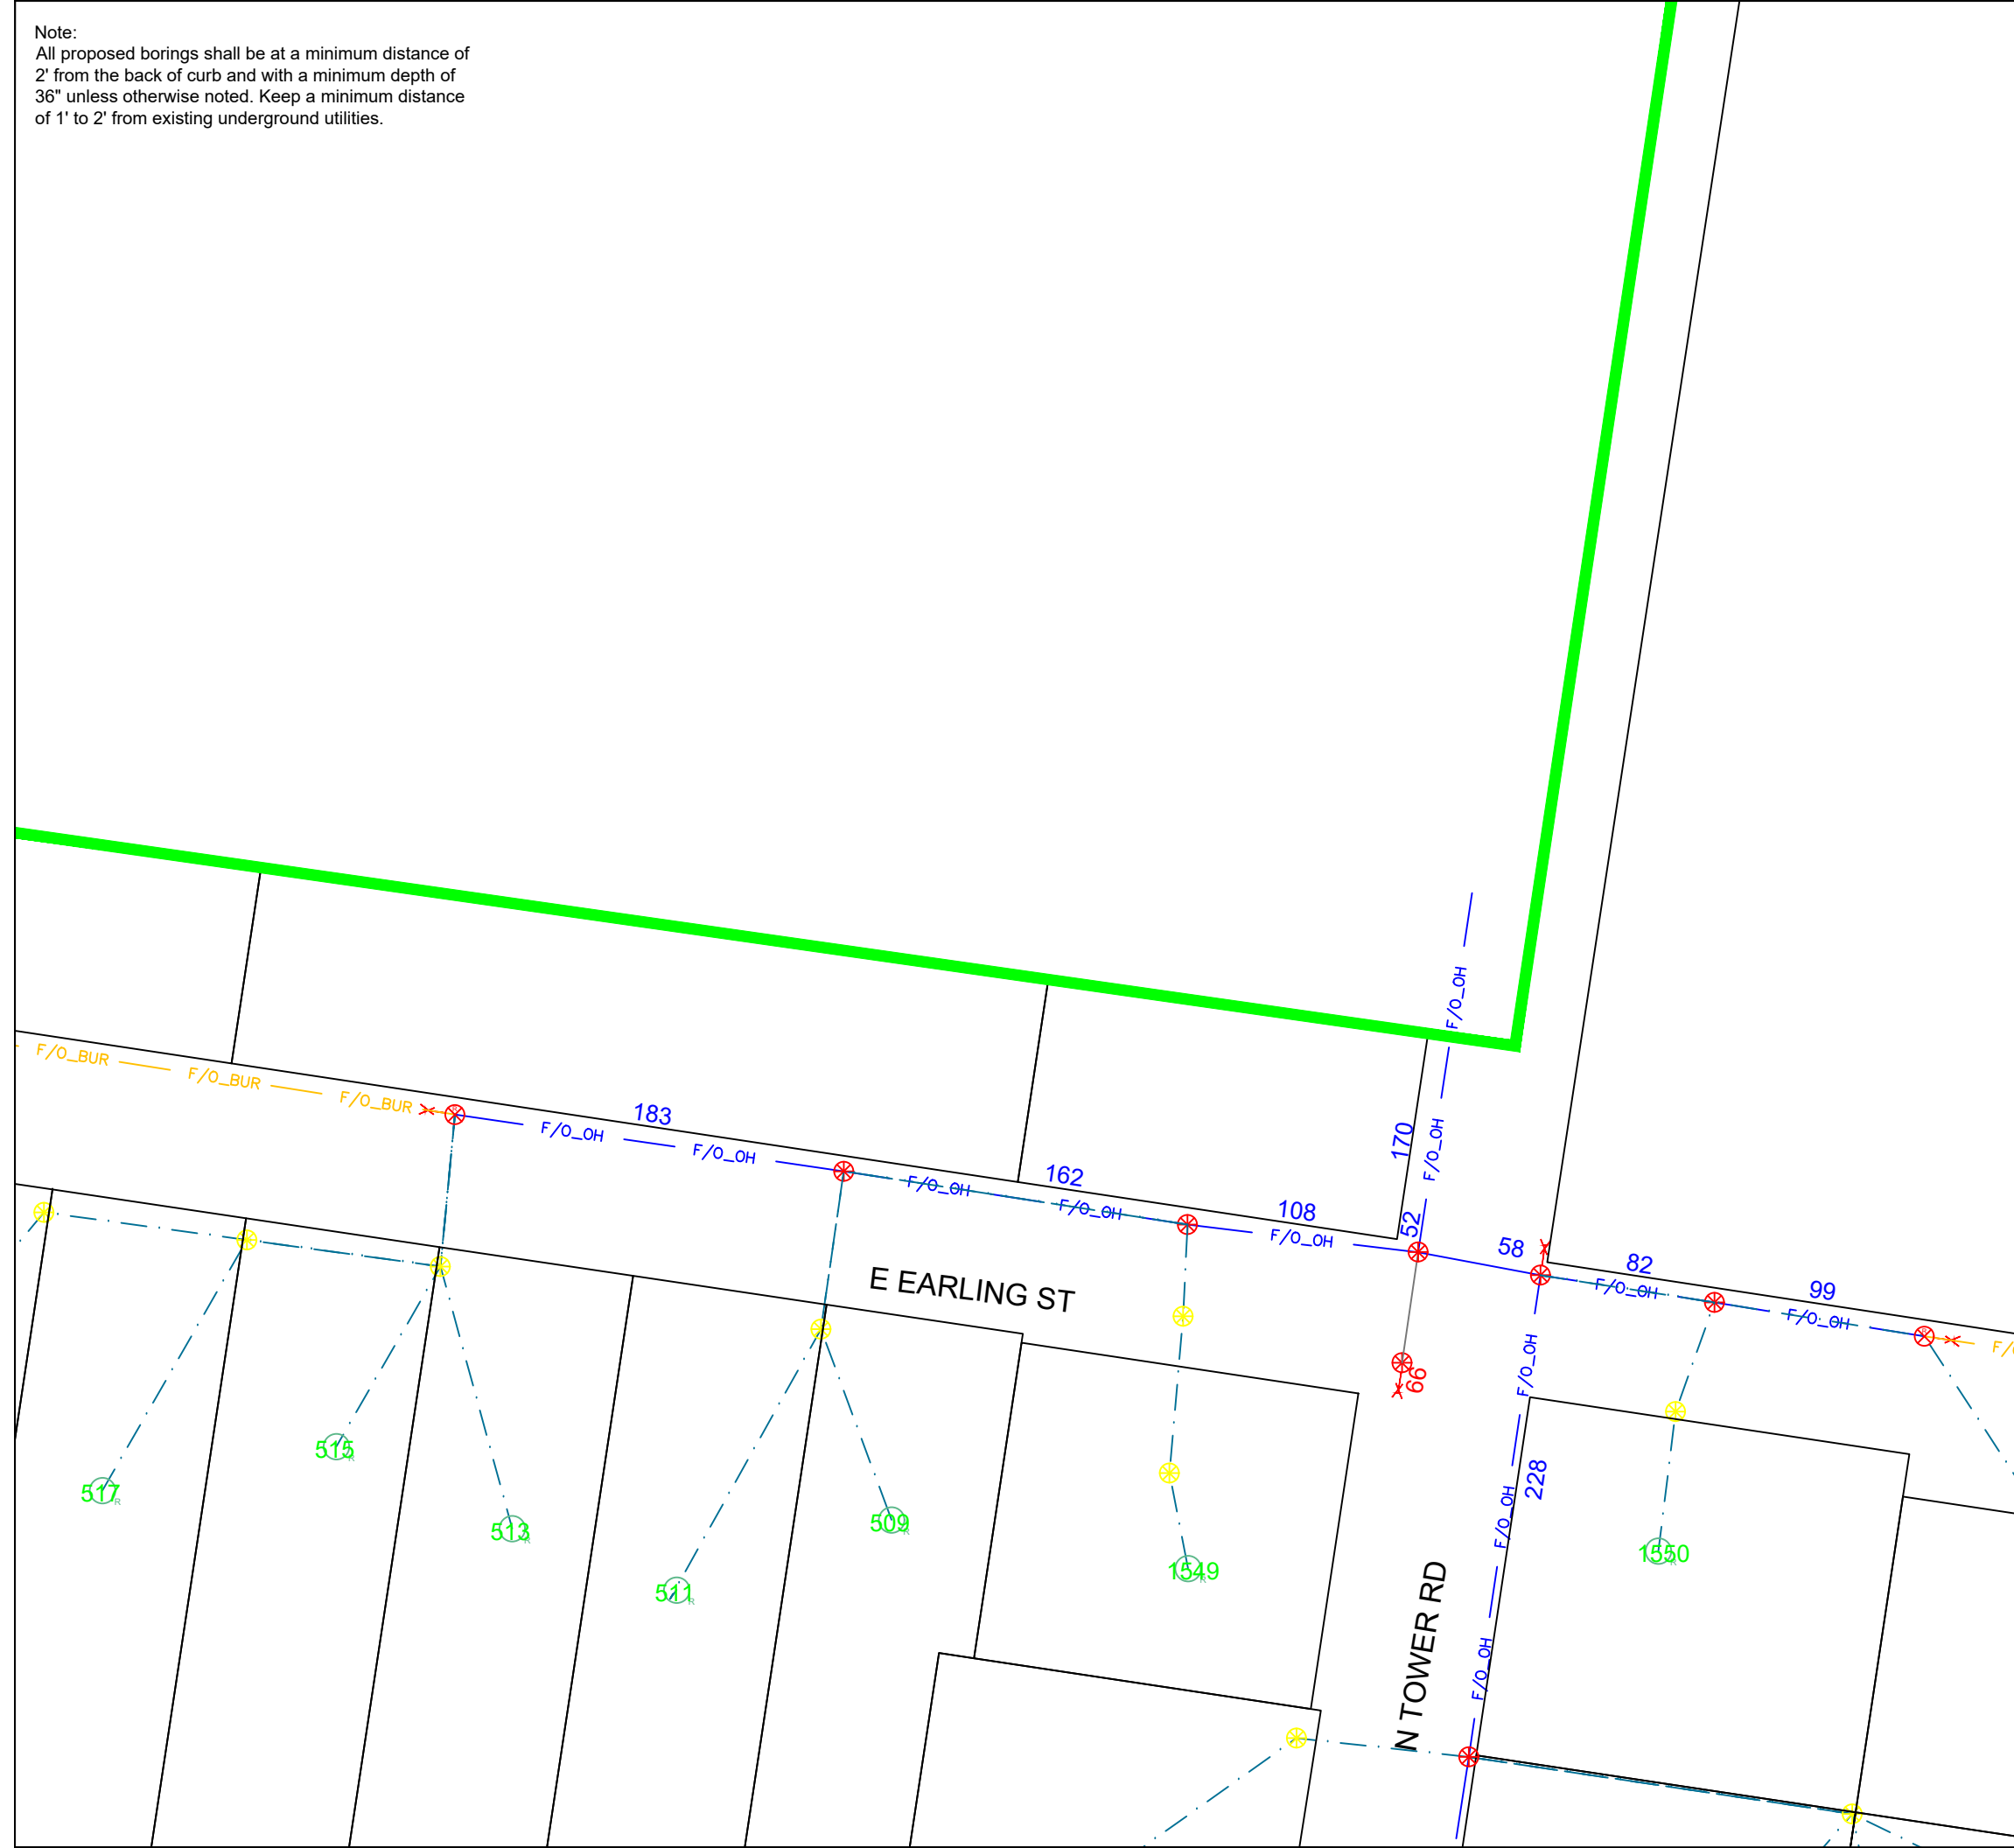 Note:
All proposed borings shall be at a minimum distance of
2' from the back of curb and with a minimum depth of
36" unless otherwise noted. Keep a minimum distance
of 1' to 2' from existing underground utilities.
F/O_OH
F/O_BUR
F/O_BUR
F/O_BUR
183
F/O_OH
F/O_OH
162
F/O_OH
F/O_OH
108
F/O_OH
170
F/O_OH
52
58
82
F/O_OH
99
F/O_OH
F/O
E EARLING ST
66
F/O_OH
228
F/O_OH
F/O_OH
517
R
515
R
513
R
511
R
509
R
1549
R
1550
R
N TOWER RD